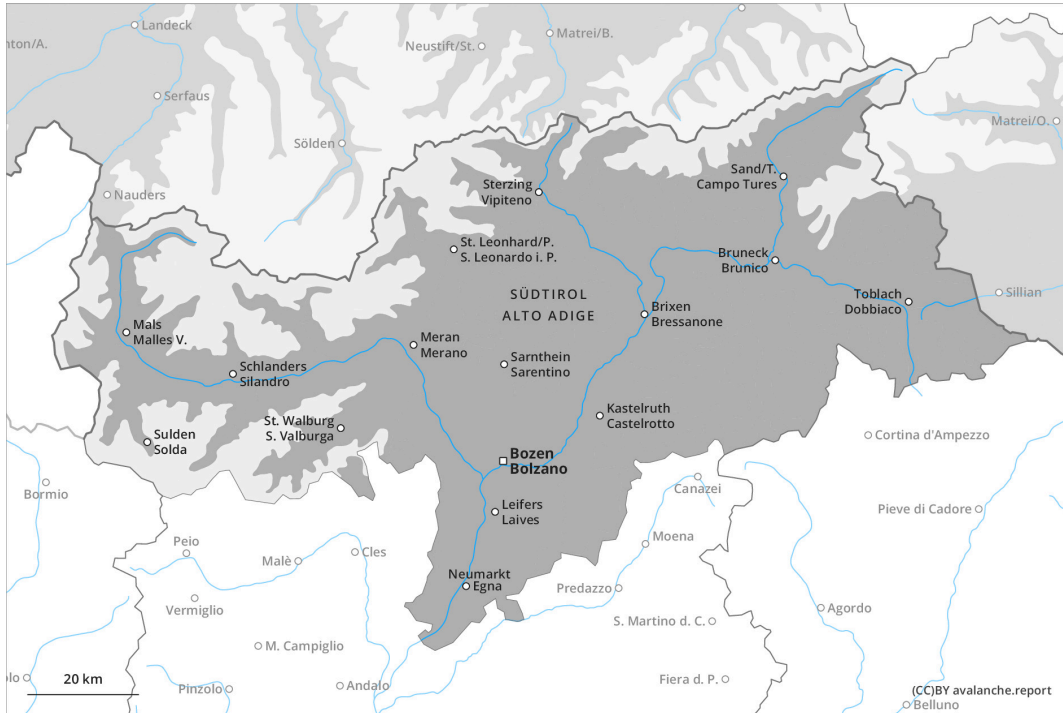 Landeck
nton/A.
Neustift/St.
Matrei/B.
Serfaus
Sölden
Matrei/O.
Nauders
Sterzing
Vipiteno
Sand/T.
Campo Tures
St. Leonhard/P.
S. Leonardo i. P.
Bruneck
Brunico
SÜDTIROL
ALTO ADIGE
Brixen
Bressanone
Toblach
Dobbiaco
Sillian
Mals
Malles V.
Meran
Merano
Schlanders
Silandro
Sarnthein
Sarentino
Kastelruth
Castelrotto
St. Walburg
S. Valburga
Sulden
Solda
Bozen
Bolzano
Cortina d'Ampezzo
Bormio
Canazei
Leifers
Laives
Pieve di Cadore
Peio
Malè
Cles
Moena
Neumarkt
Egna
Predazzo
Vermiglio
Agordo
S. Martino d. C.
M. Campiglio
olo
20 km
Pinzolo
Andalo
Fiera d. P.
(CC)BY avalanche.report
Belluno